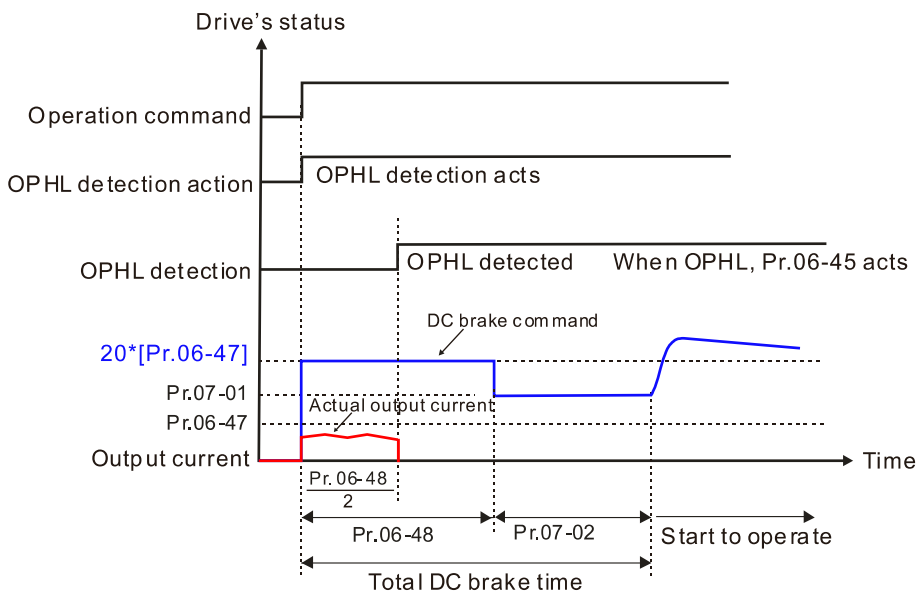 Drive's status
Operation command
OPHL detection action
OPHL detection acts
OPHL detection
OPHL detected
When OPHL, Pr.06-45 acts
DC brake command
20*[Pr.06-47]
Pr.07-01
Actual output current
Pr.06-47
Output current
Time
Pr.06-48
2
Pr.06-48
Pr.07-02
Start to operate
Total DC brake time